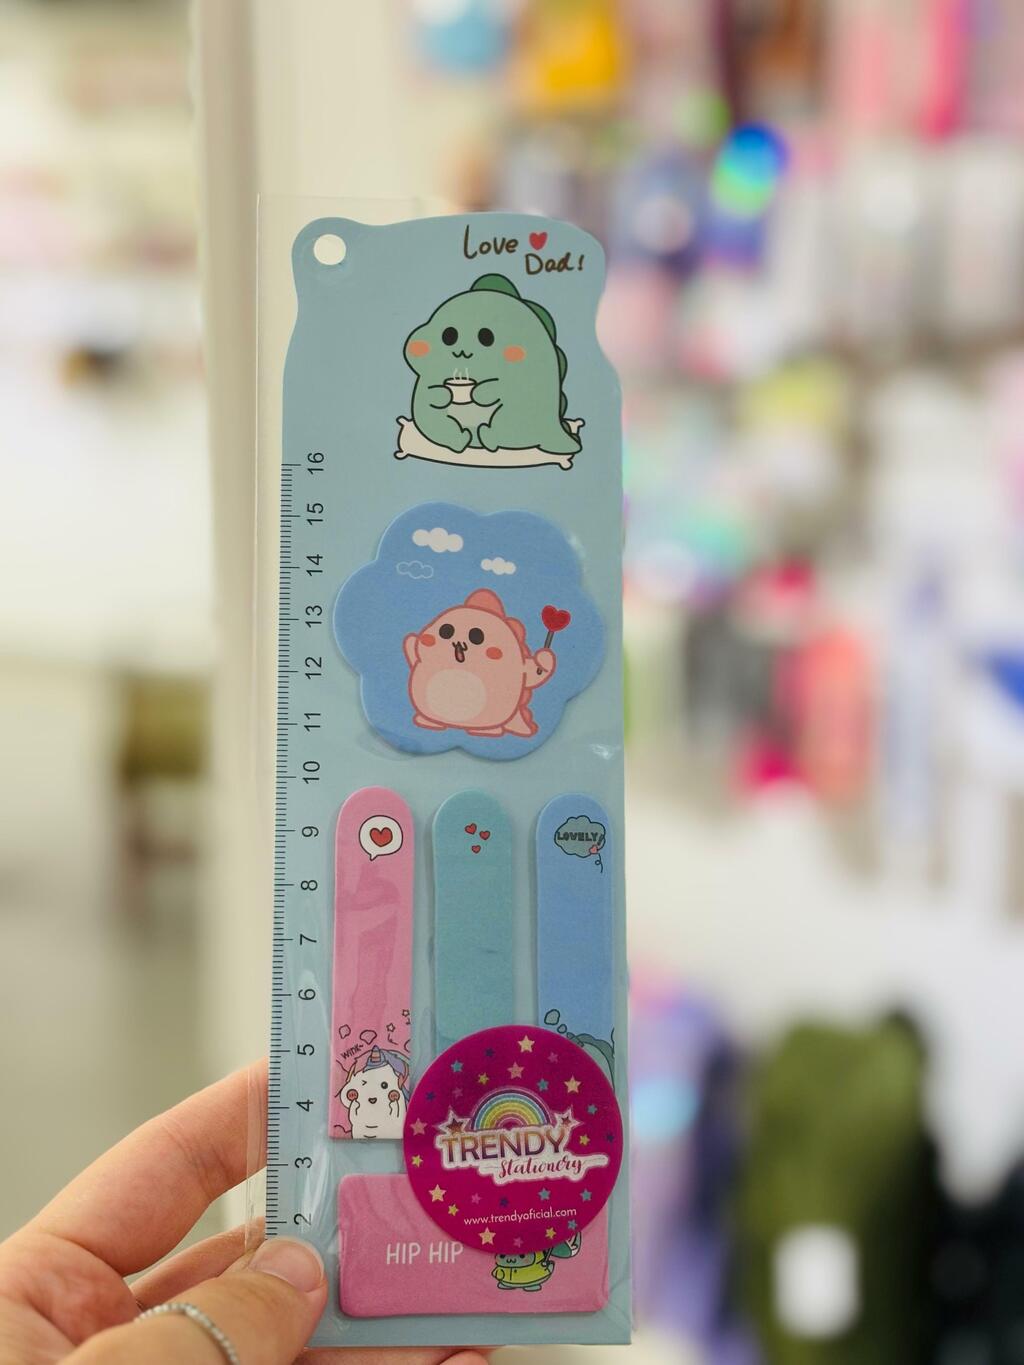 Love
Dad!
16
15
14
13
12
11
10
9
8
7
6
5
4
3
2
LOVELY!
WINK~
TRENDY
Stationery
www.trendyoficial.com
HIP HIP